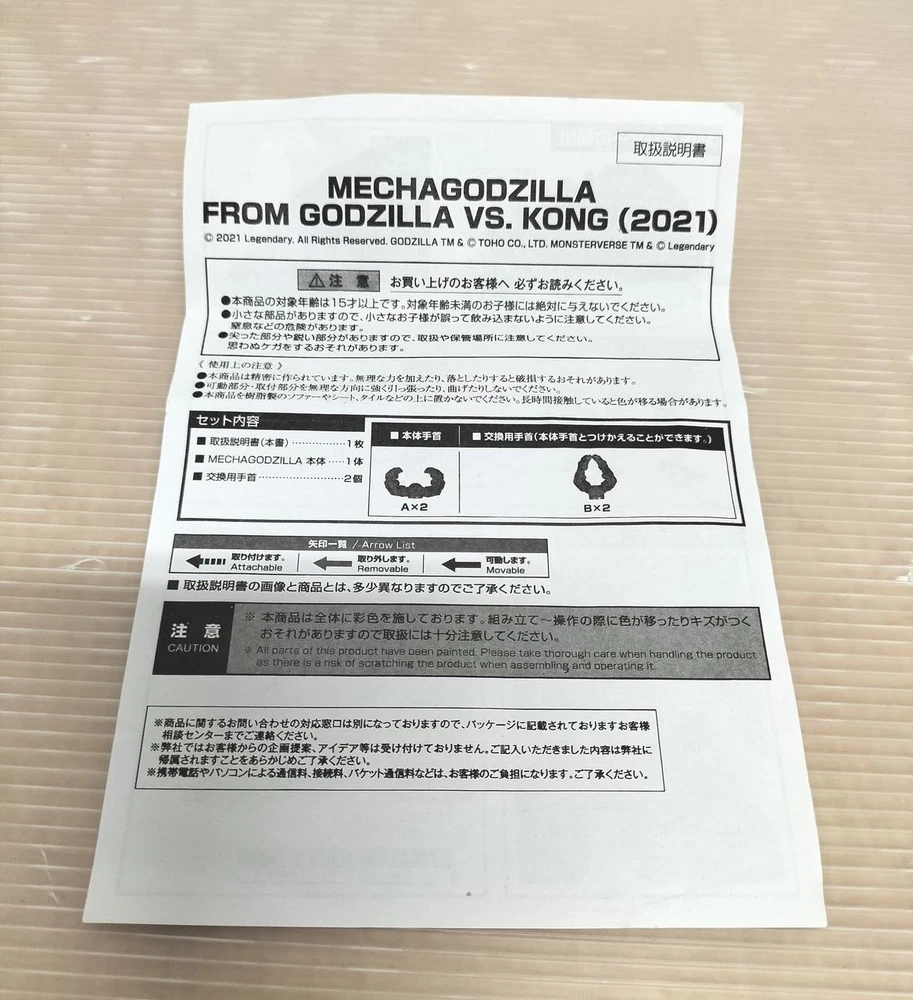 取扱説明書
MECHAGODZILLA
FROM GODZILLA VS. KONG (2021)
© 2021 Legendary. All Rights Reserved. GODZILLA TM & © TOHO CO., LTD. MONSTERVERSE TM & © Legendary
⚠注 意 お買い上げのお客様へ 必ずお読みください。
●本商品の対象年齢は15才以上です。対象年齢未満のお子様には絶対に与えないでください。
●小さな部品がありますので、小さなお子様が誤って飲み込まないように注意してください。
窒息などの危険があります。
●尖った部分や鋭い部分がありますので、取扱や保管場所に注意してください。
思わぬケガをするおそれがあります。
《 使用上の注意 》
●本商品は精密に作られています。無理な力を加えたり、落としたりすると破損するおそれがあります。
●可動部分・取付部分を無理な方向に強く引っ張ったり、曲げたりしないでください。
●本商品を樹脂製のソファーやシート、タイルなどの上に置かないでください。長時間接触していると色が移る場合があります。
セット内容
■ 取扱説明書(本書)……………1枚
■ MECHAGODZILLA 本体……1体
■ 交換用手首……………………2個
■ 本体手首
A×2
■ 交換用手首(本体手首とつけかえることができます。)
B×2
矢印一覧 / Arrow List
取り付けます。
Attachable
取り外します。
Removable
可動します。
Movable
■ 取扱説明書の画像と商品とは、多少異なりますのでご了承ください。
注 意
CAUTION
※ 本商品は全体に彩色を施しております。組み立て〜操作の際に色が移ったりキズがつく
おそれがありますので取扱には十分注意してください。
※ All parts of this product have been painted. Please take thorough care when handling the product
as there is a risk of scratching the product when assembling and operating it.
※商品に関するお問い合わせの対応窓口は別になっておりますので、パッケージに記載されておりますお客様
相談センターまでご連絡ください。
※弊社ではお客様からの企画提案、アイデア等は受け付けておりません。ご記入いただきました内容は弊社に
帰属されますことをあらかじめご了承ください。
※携帯電話やパソコンによる通信料、接続料、パケット通信料などは、お客様のご負担になります。ご了承ください。